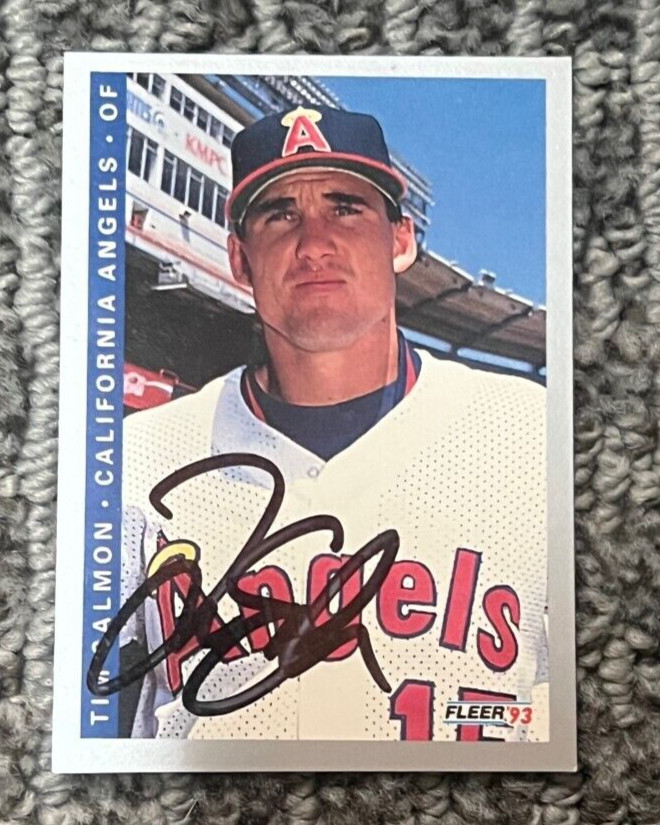 TIM SALMON • CALIFORNIA ANGELS • OF
KMPC
A
Angels
15
FLEER '93